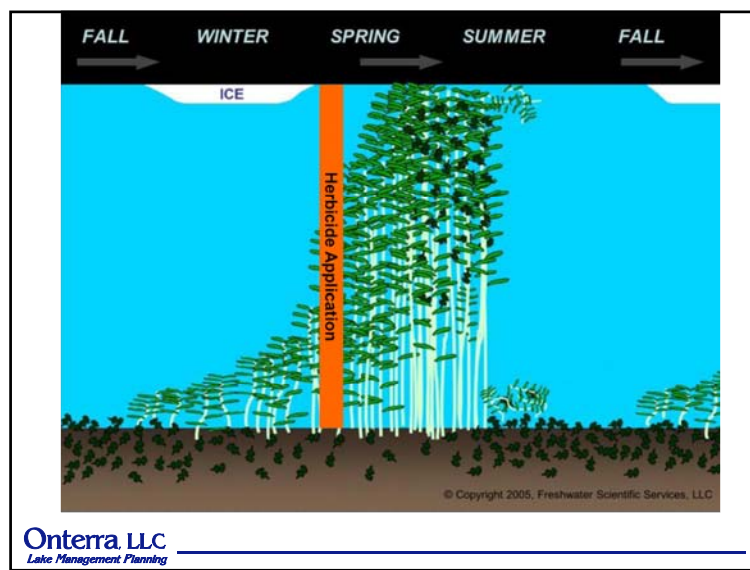 FALL WINTER SPRING SUMMER FALL
ICE
Herbicide Application
© Copyright 2005, Freshwater Scientific Services, LLC
Onterra, LLC
Lake Management Planning